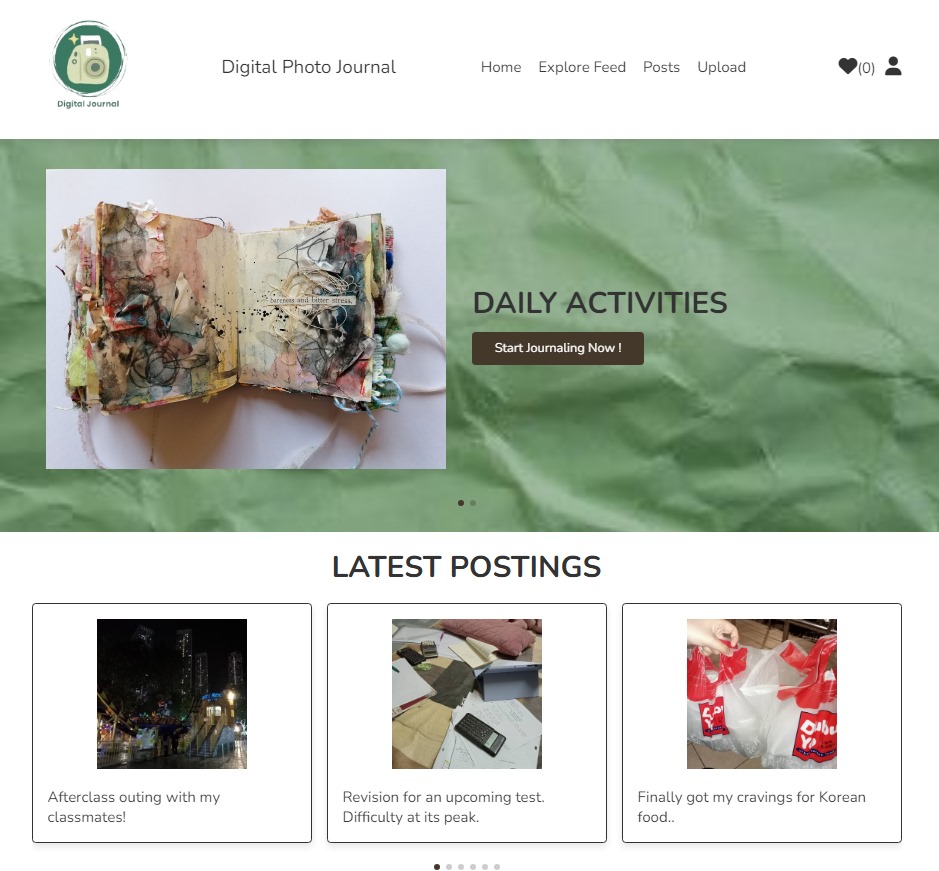 Digital Journal
Digital Photo Journal
Home Explore Feed Posts Upload
(0)
bareness and bitter stress.
DAILY ACTIVITIES
Start Journaling Now !
LATEST POSTINGS
Afterclass outing with my
classmates!
Revision for an upcoming test.
Difficulty at its peak.
Finally got my cravings for Korean
food..